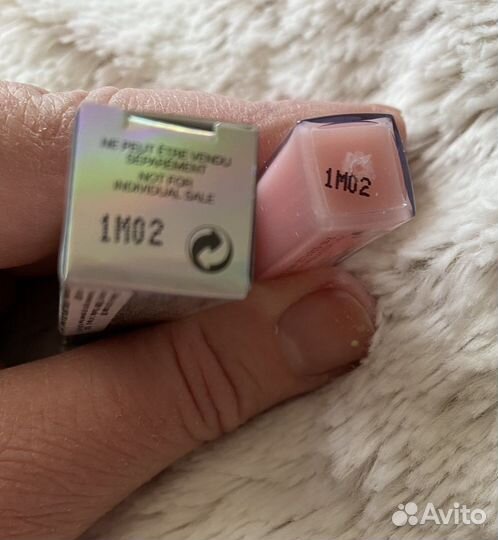 NE PEUT ÊTRE VENDU
SÉPARÉMENT
NOT FOR
INDIVIDUAL SALE
1M02
1M02
Avito